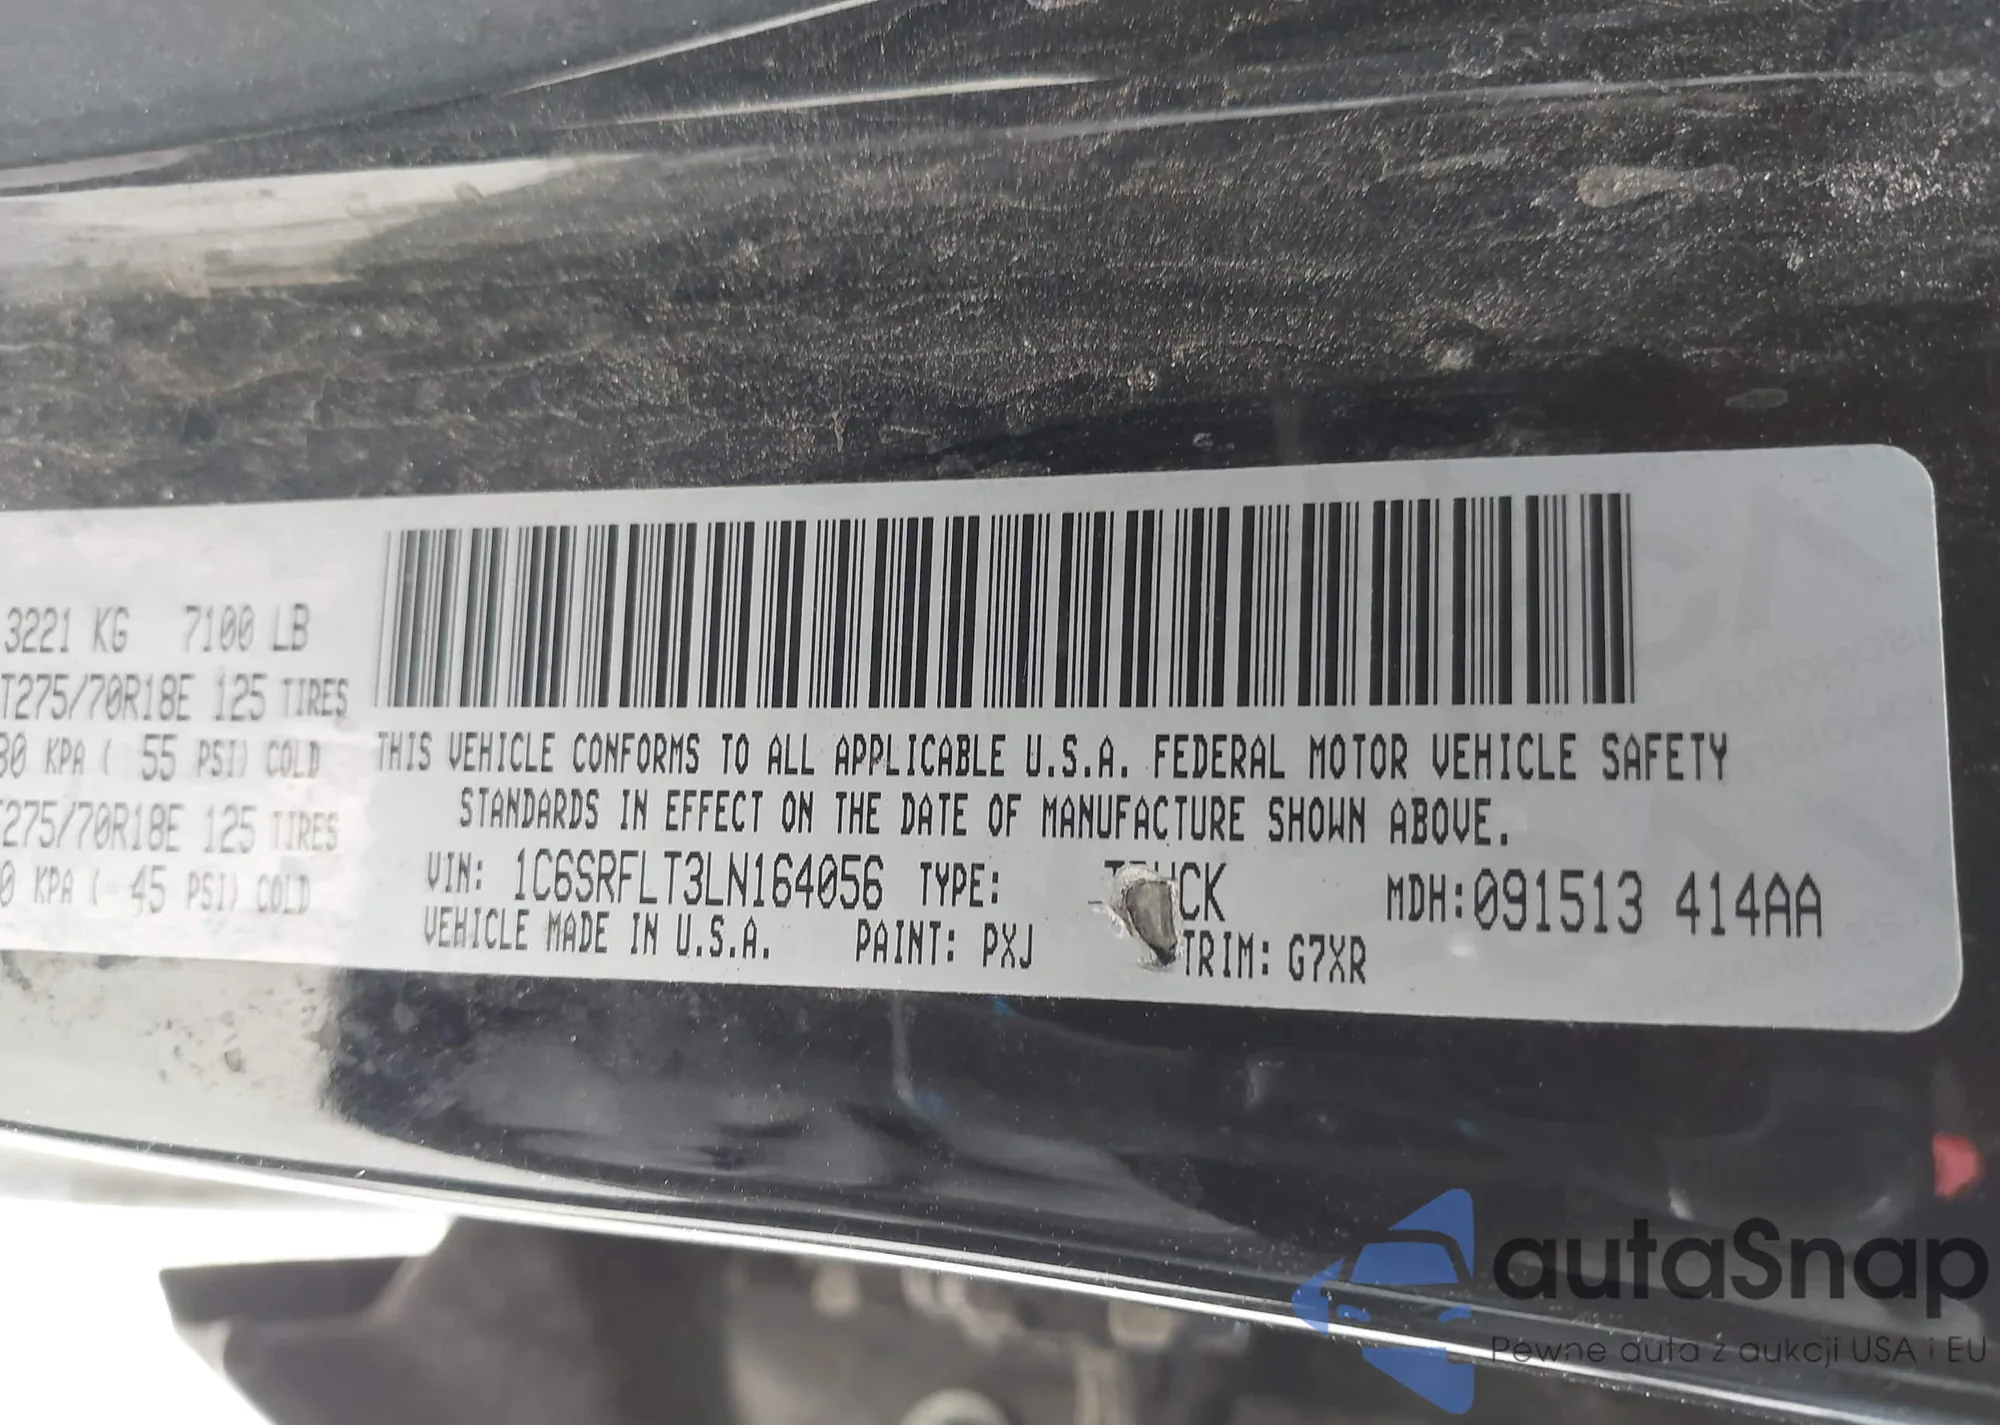 3221 KG 7100 LB
T275/70R18E 125 TIRES
80 KPA ( 55 PSI) COLD
T275/70R18E 125 TIRES
0 KPA ( 45 PSI) COLD
THIS VEHICLE CONFORMS TO ALL APPLICABLE U.S.A. FEDERAL MOTOR VEHICLE SAFETY
STANDARDS IN EFFECT ON THE DATE OF MANUFACTURE SHOWN ABOVE.
VIN: 1C6SRFLT3LN164056 TYPE: TRUCK MDH:091513 414AA
VEHICLE MADE IN U.S.A. PAINT: PXJ TRIM: G7XR
autaSnap
Pewne auta z aukcji USA i EU